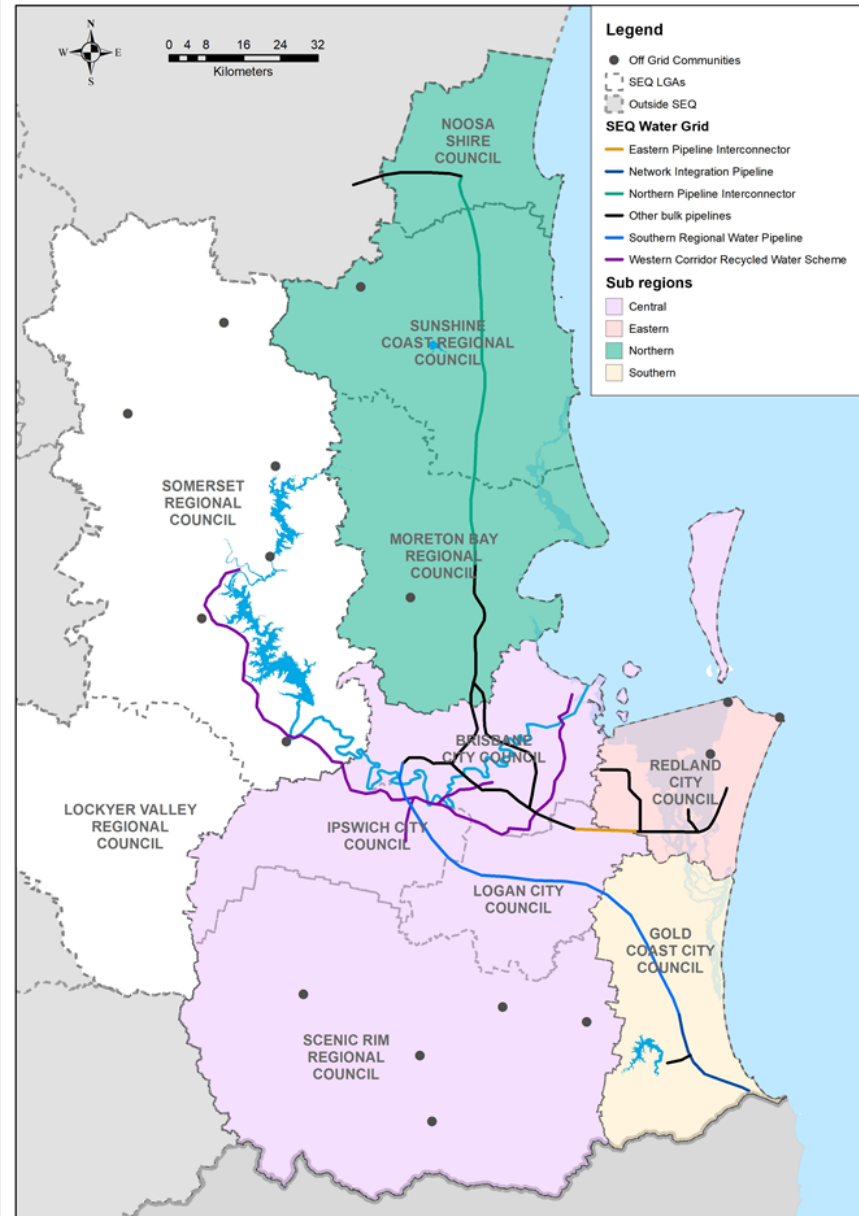 N
W E
S
0 4 8 16 24 32
Kilometers
Legend
Off Grid Communities
SEQ LGAs
Outside SEQ
SEQ Water Grid
Eastern Pipeline Interconnector
Network Integration Pipeline
Northern Pipeline Interconnector
Other bulk pipelines
Southern Regional Water Pipeline
Western Corridor Recycled Water Scheme
Sub regions
Central
Eastern
Northern
Southern
NOOSA
SHIRE
COUNCIL
SUNSHINE
COAST REGIONAL
COUNCIL
SOMERSET
REGIONAL
COUNCIL
MORETON BAY
REGIONAL
COUNCIL
BRISBANE
CITY COUNCIL
REDLAND
CITY
COUNCIL
LOCKYER VALLEY
REGIONAL
COUNCIL
IPSWICH CITY
COUNCIL
LOGAN CITY
COUNCIL
GOLD
COAST CITY
COUNCIL
SCENIC RIM
REGIONAL
COUNCIL